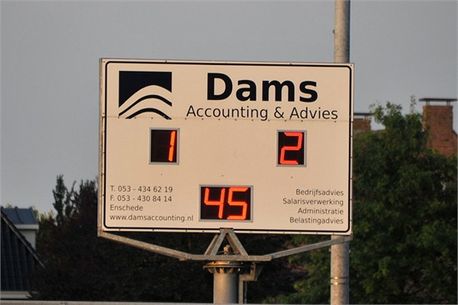 Dams
Accounting & Advies
1 2
45
T. 053 - 434 62 19
F. 053 - 430 84 14
Enschede
www.damsaccounting.nl
Bedrijfsadvies
Salarisverwerking
Administratie
Belastingadvies